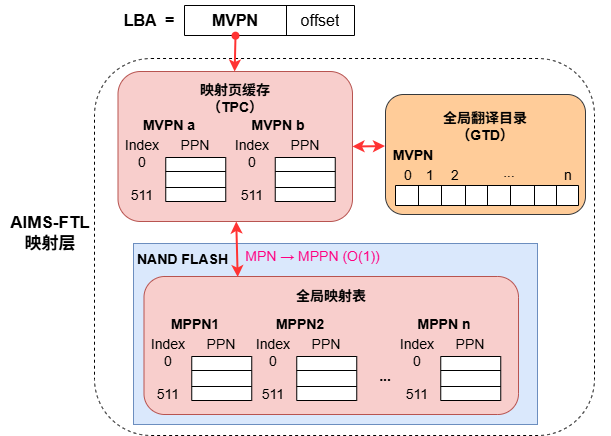 LBA = MVPN offset
映射页缓存
（TPC）
MVPN a MVPN b
Index PPN Index PPN
0 0
511 511
全局翻译目录
（GTD）
MVPN
0 1 2 ... n
AIMS-FTL
映射层
NAND FLASH MPN → MPPN (O(1))
全局映射表
MPPN1 MPPN2 MPPN n
Index PPN Index PPN Index PPN
0 0 0
...
511 511 511